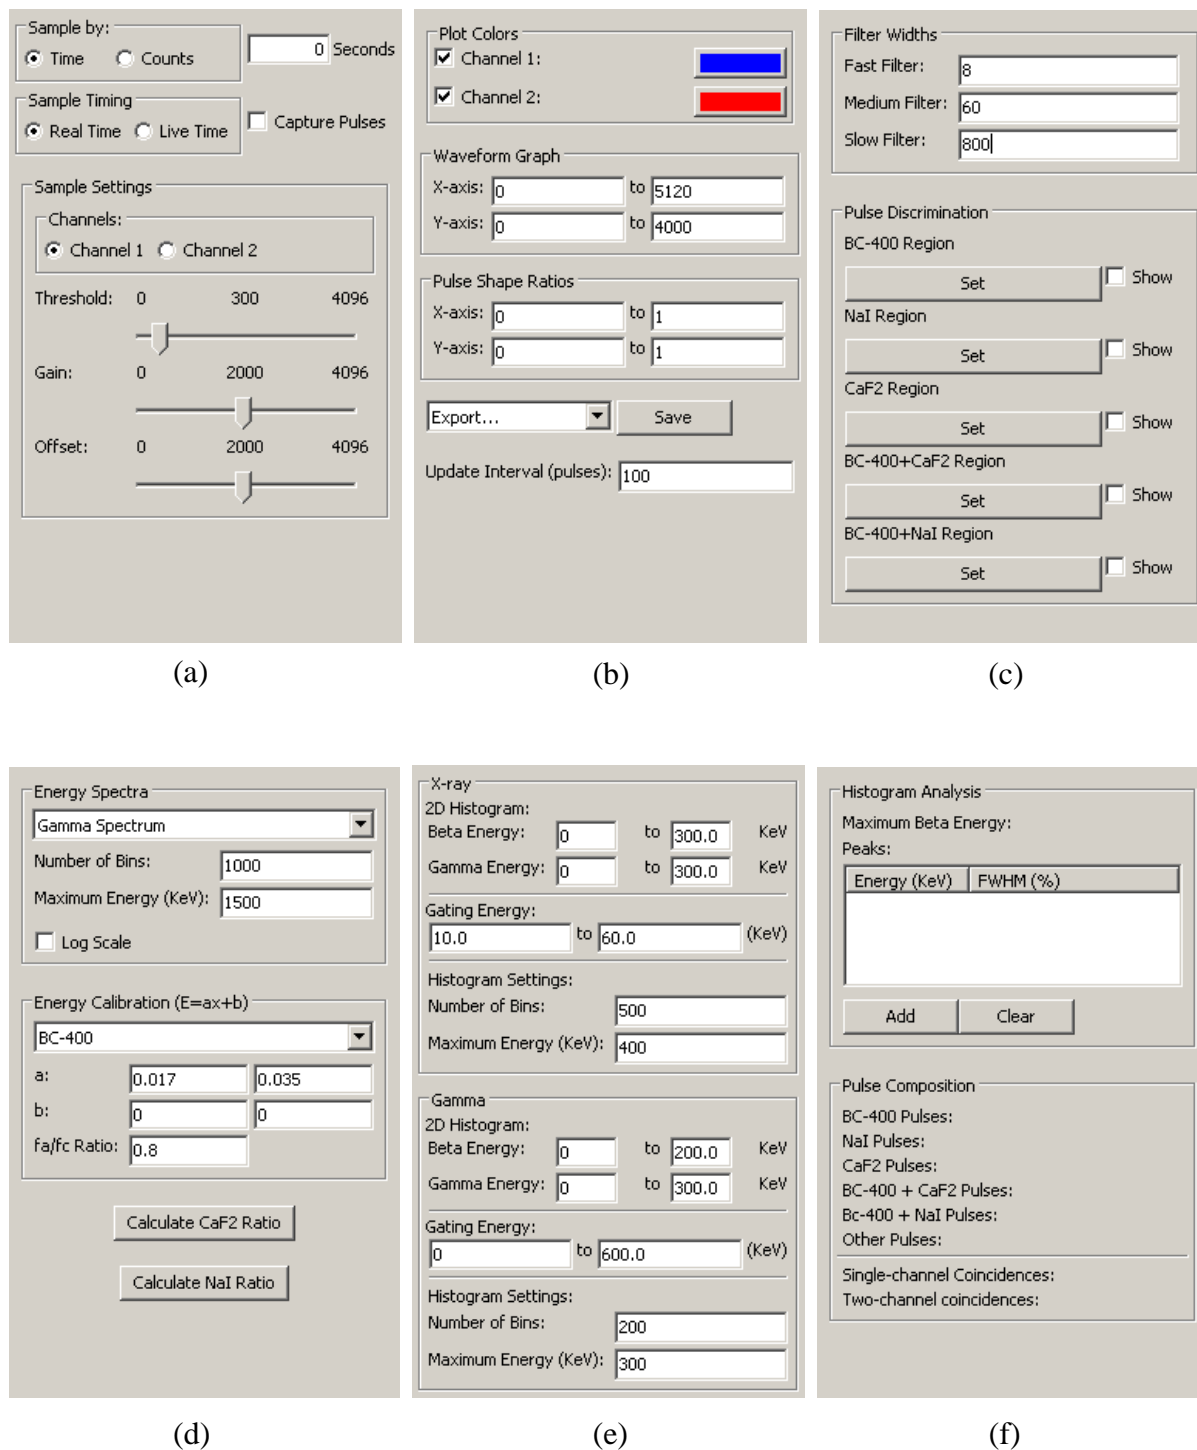 Sample by:
Time Counts
0 Seconds
Sample Timing
Real Time Live Time
Capture Pulses
Sample Settings
Channels:
Channel 1 Channel 2
Threshold: 0 300 4096
Gain: 0 2000 4096
Offset: 0 2000 4096
(a)
Plot Colors
Channel 1:
Channel 2:
Waveform Graph
X-axis: 0 to 5120
Y-axis: 0 to 4000
Pulse Shape Ratios
X-axis: 0 to 1
Y-axis: 0 to 1
Export... Save
Update Interval (pulses): 100
(b)
Filter Widths
Fast Filter: 8
Medium Filter: 60
Slow Filter: 800
Pulse Discrimination
BC-400 Region
Set Show
NaI Region
Set Show
CaF2 Region
Set Show
BC-400+CaF2 Region
Set Show
BC-400+NaI Region
Set Show
(c)
Energy Spectra
Gamma Spectrum
Number of Bins: 1000
Maximum Energy (KeV): 1500
Log Scale
Energy Calibration (E=ax+b)
BC-400
a: 0.017 0.035
b: 0 0
fa/fc Ratio: 0.8
Calculate CaF2 Ratio
Calculate NaI Ratio
(d)
X-ray
2D Histogram:
Beta Energy: 0 to 300.0 KeV
Gamma Energy: 0 to 300.0 KeV
Gating Energy:
10.0 to 60.0 (KeV)
Histogram Settings:
Number of Bins: 500
Maximum Energy (KeV): 400
Gamma
2D Histogram:
Beta Energy: 0 to 200.0 KeV
Gamma Energy: 0 to 300.0 KeV
Gating Energy:
0 to 600.0 (KeV)
Histogram Settings:
Number of Bins: 200
Maximum Energy (KeV): 300
(e)
Histogram Analysis
Maximum Beta Energy:
Peaks:
Energy (KeV) FWHM (%)
Add Clear
Pulse Composition
BC-400 Pulses:
NaI Pulses:
CaF2 Pulses:
BC-400 + CaF2 Pulses:
Bc-400 + NaI Pulses:
Other Pulses:
Single-channel Coincidences:
Two-channel coincidences:
(f)